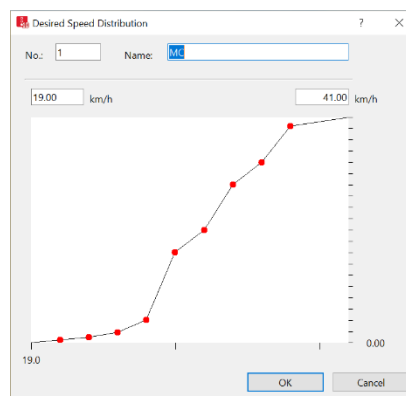 Desired Speed Distribution ? ×
No.: 1 Name: MC
19.00 km/h 41.00 km/h
0.00
19.0
OK Cancel